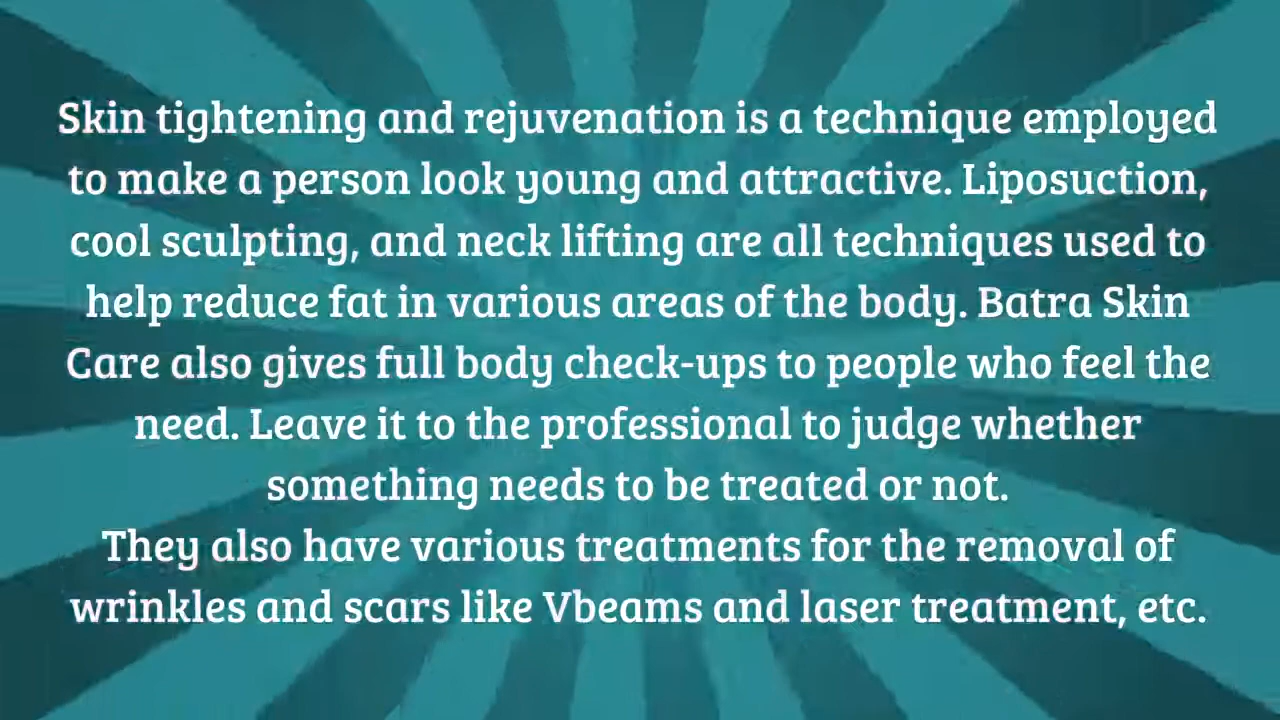 Skin tightening and rejuvenation is a technique employed
to make a person look young and attractive. Liposuction,
cool sculpting, and neck lifting are all techniques used to
help reduce fat in various areas of the body. Batra Skin
Care also gives full body check-ups to people who feel the
need. Leave it to the professional to judge whether
something needs to be treated or not.
They also have various treatments for the removal of
wrinkles and scars like Vbeams and laser treatment, etc.